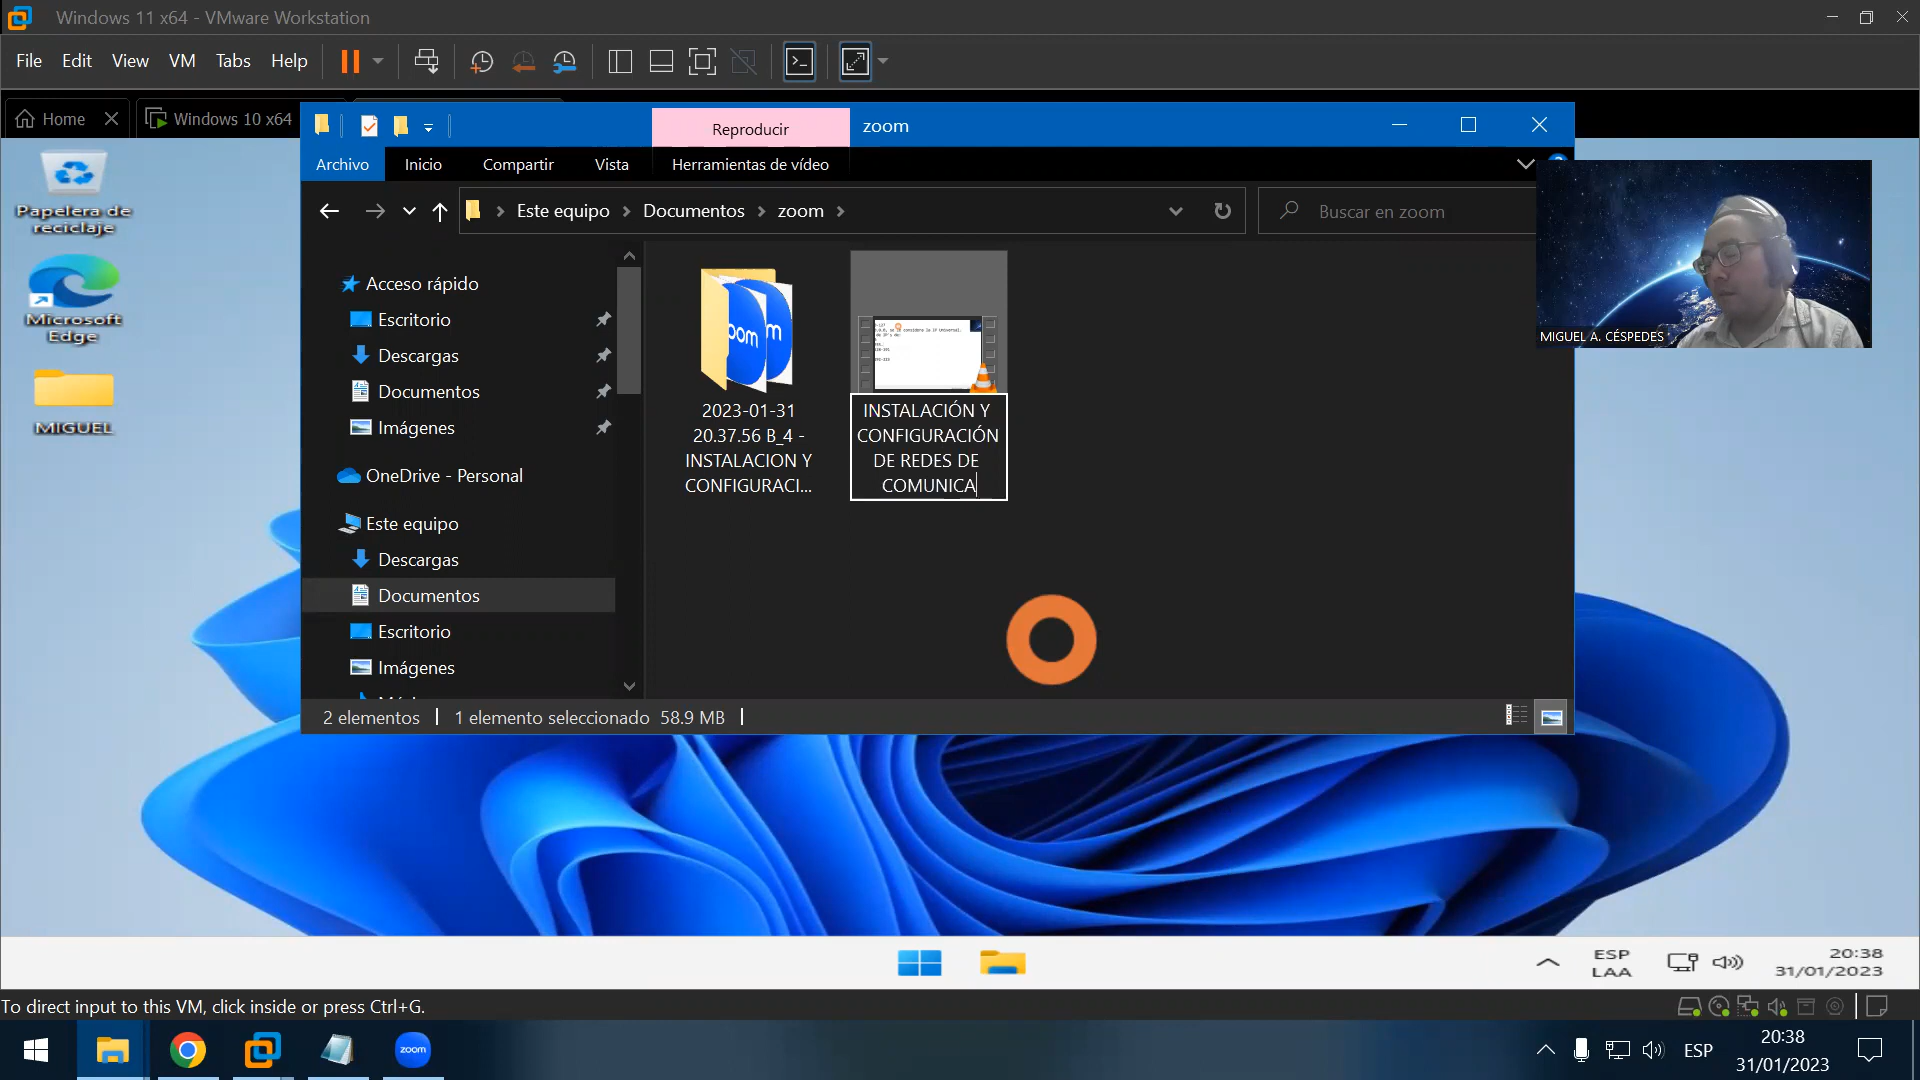 Windows 11 x64 - VMware Workstation
File Edit View VM Tabs Help
Home
Windows 10 x64
Reproducir
zoom
Archivo Inicio Compartir Vista Herramientas de vídeo
Este equipo Documentos zoom
Buscar en zoom
Papelera de
reciclaje
Microsoft
Edge
MIGUEL
Acceso rápido
Escritorio
Descargas
Documentos
Imágenes
OneDrive - Personal
Este equipo
Descargas
Documentos
Escritorio
Imágenes
2023-01-31
20.37.56 B_4 -
INSTALACION Y
CONFIGURACI...
INSTALACIÓN Y
CONFIGURACIÓN
DE REDES DE
COMUNICA
MIGUEL A. CÉSPEDES
2 elementos 1 elemento seleccionado 58.9 MB
ESP
LAA
20:38
31/01/2023
To direct input to this VM, click inside or press Ctrl+G.
zoom
ESP
20:38
31/01/2023